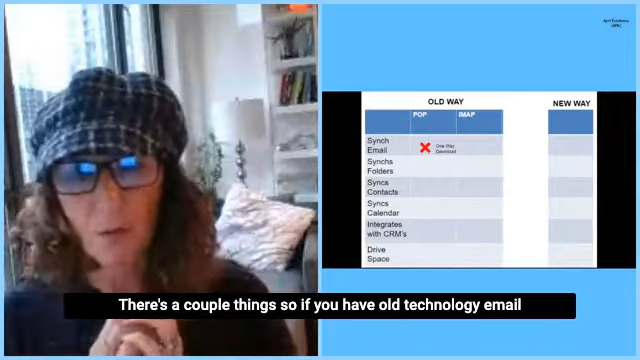 OLD WAY
NEW WAY
POP
IMAP
Synch
Email
One Way
Download
Synchs
Folders
Syncs
Contacts
Syncs
Calendar
Integrates
with CRM's
Drive
Space
There's a couple things so if you have old technology email